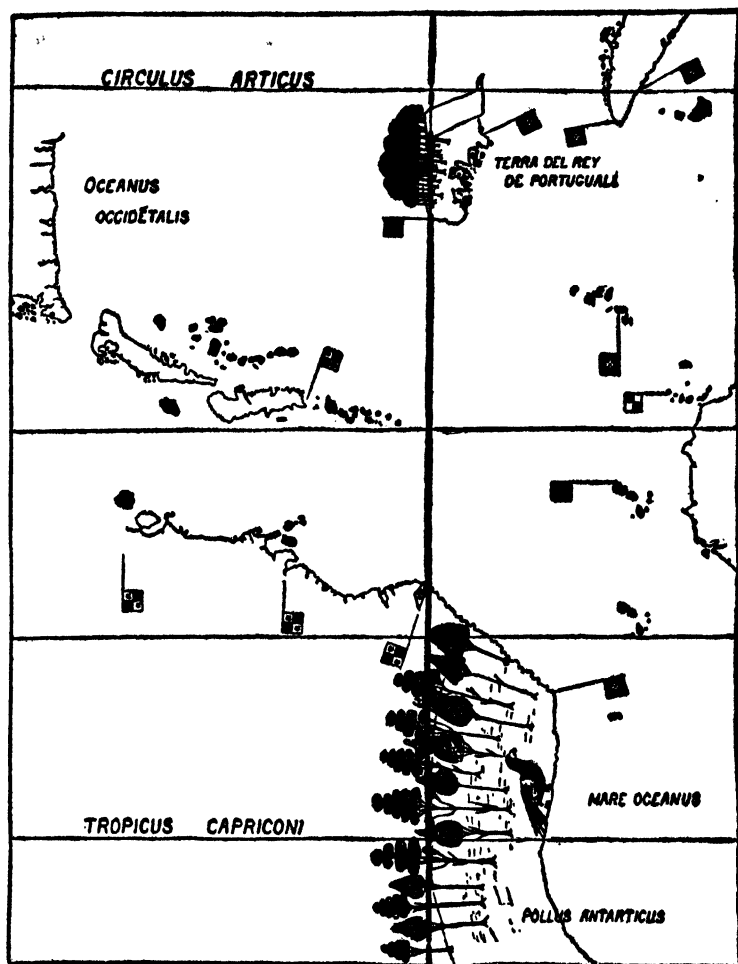 CIRCULUS ARTICUS
OCEANUS
OCCIDĒTALIS
TERRA DEL REY
DE PORTUGUALL
MARE OCEANUS
TROPICUS CAPRICONI
POLLUS ANTARTICUS